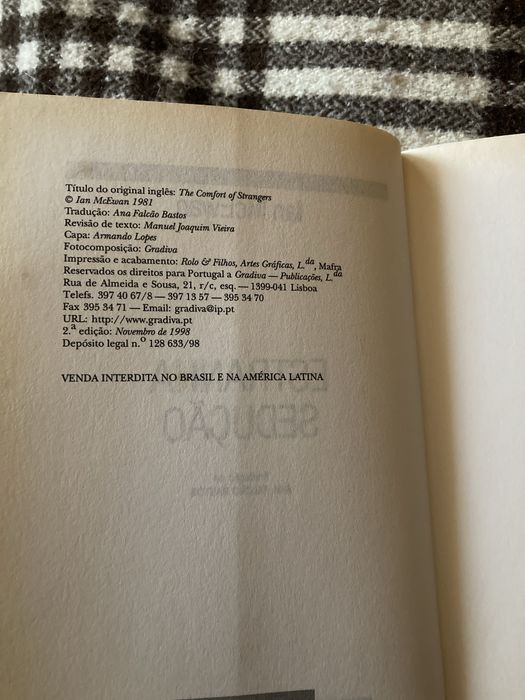 Título do original inglês: The Comfort of Strangers
© Ian McEwan 1981
Tradução: Ana Falcão Bastos
Revisão de texto: Manuel Joaquim Vieira
Capa: Armando Lopes
Fotocomposição: Gradiva
Impressão e acabamento: Rolo & Filhos, Artes Gráficas, L.da, Mafra
Reservados os direitos para Portugal a Gradiva — Publicações, L.da
Rua de Almeida e Sousa, 21, r/c, esq. — 1399-041 Lisboa
Telefs. 397 40 67/8 — 397 13 57 — 395 34 70
Fax 395 34 71 — Email: gradiva@ip.pt
URL: http://www.gradiva.pt
2.a edição: Novembro de 1998
Depósito legal n.o 128 633/98
VENDA INTERDITA NO BRASIL E NA AMÉRICA LATINA
SEDUÇÃO